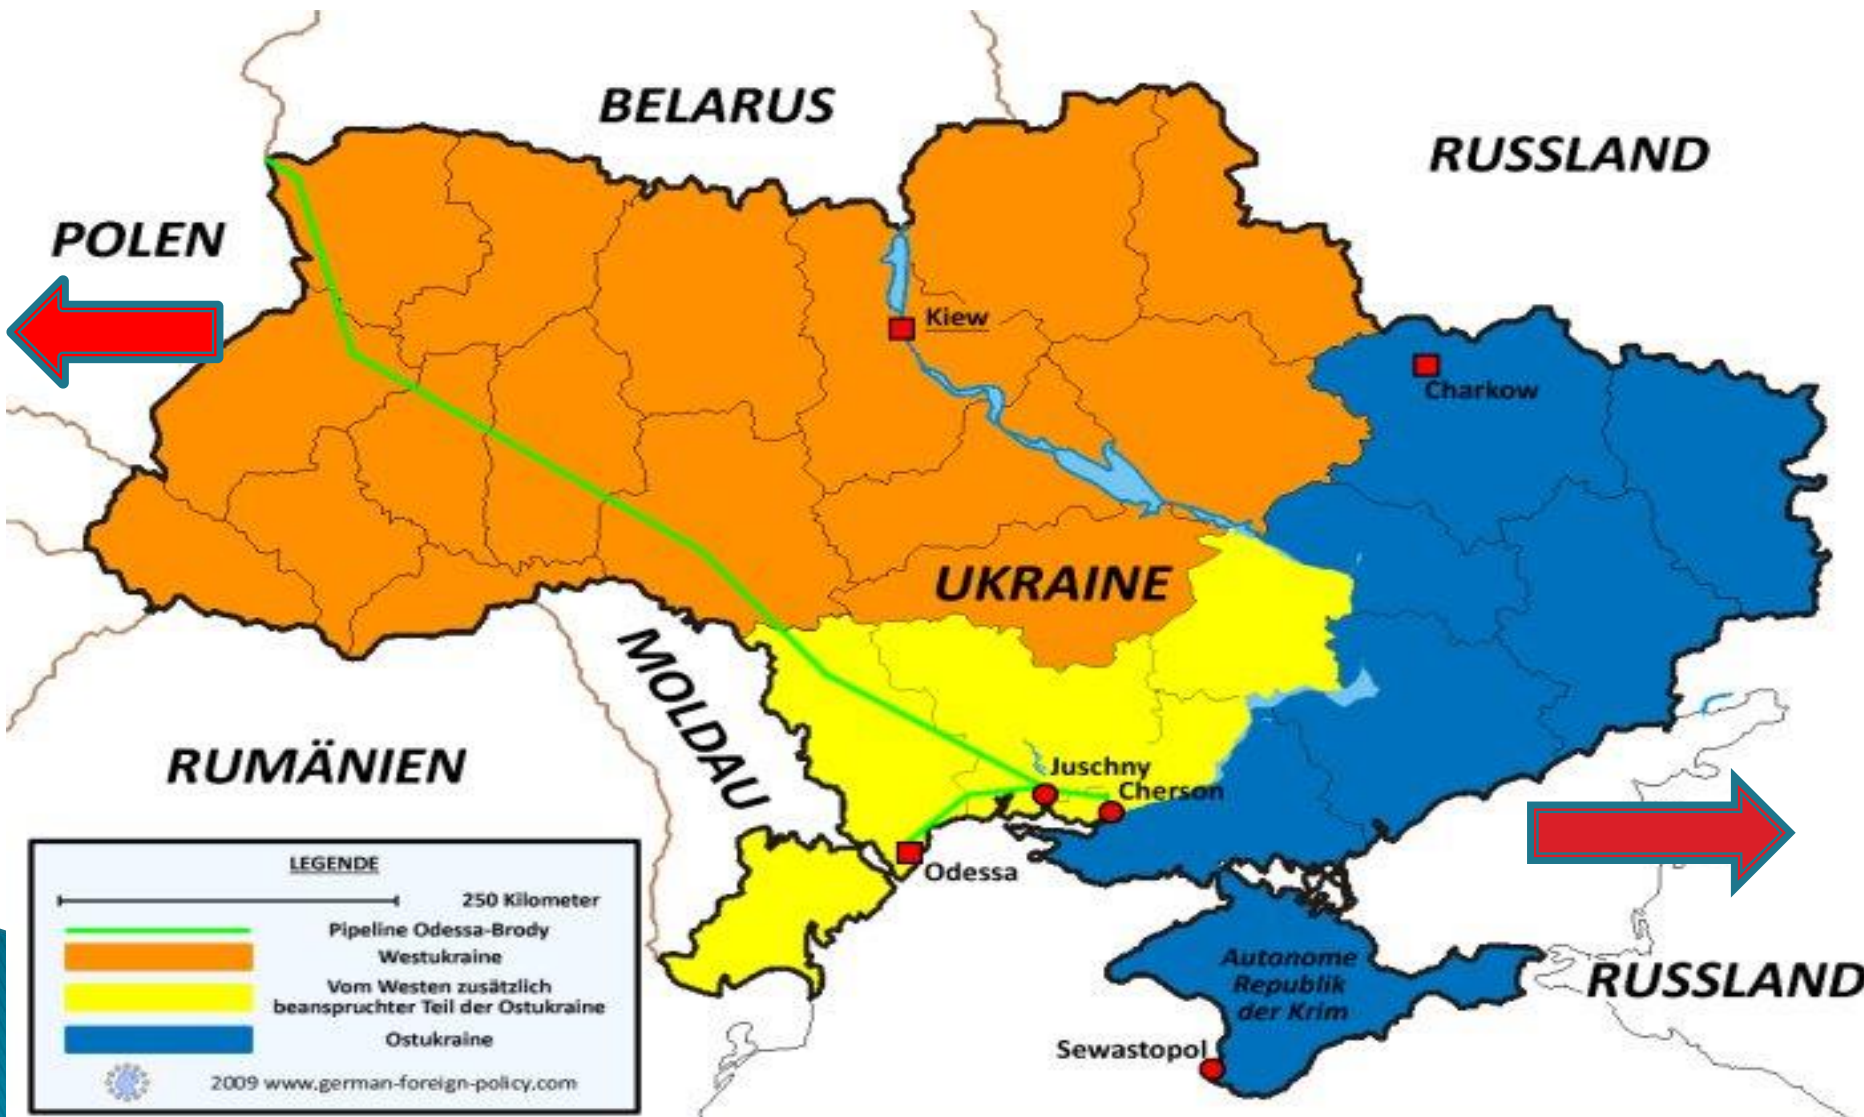 BELARUS
RUSSLAND
POLEN
Kiew
Charkow
UKRAINE
MOLDAU
RUMÄNIEN
Juschny
Cherson
Odessa
LEGENDE
250 Kilometer
Pipeline Odessa-Brody
Westukraine
Vom Westen zusätzlich
beanspruchter Teil der Ostukraine
Ostukraine
2009 www.german-foreign-policy.com
Autonome
Republik
der Krim
RUSSLAND
Sewastopol